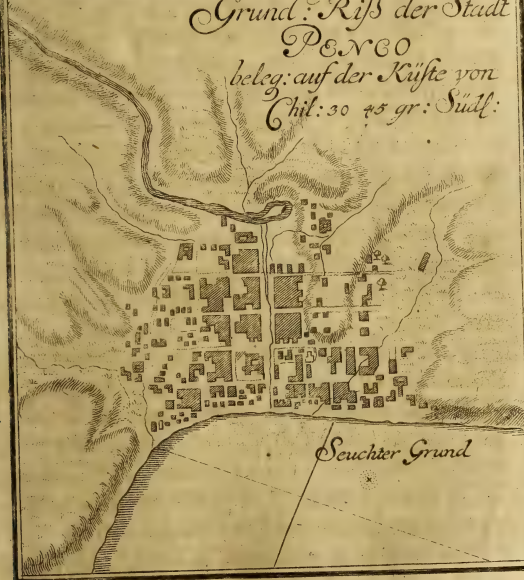 Grund: Riß der Stadt
PENCO
beleg: auf der Küste von
Chil: 30 45 gr: Südl:
Seuchter Grund